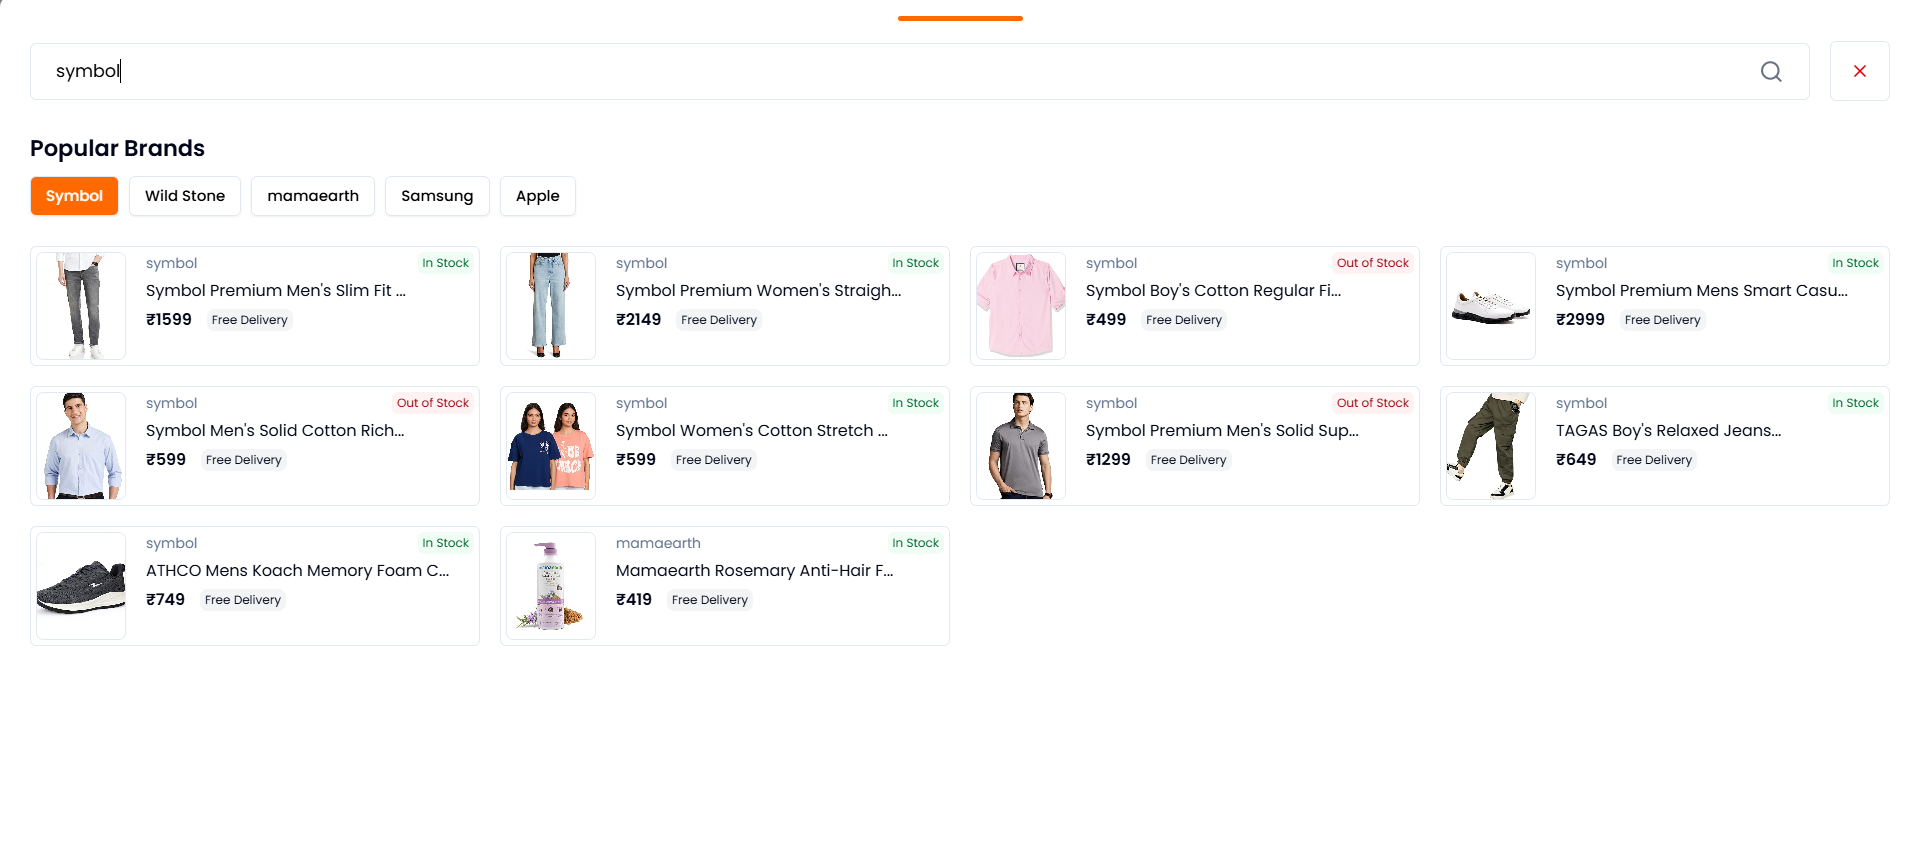 symbol
Popular Brands
Symbol
Wild Stone
mamaearth
Samsung
Apple
symbol
In Stock
Symbol Premium Men's Slim Fit ...
₹1599
Free Delivery
symbol
In Stock
Symbol Premium Women's Straigh...
₹2149
Free Delivery
symbol
Out of Stock
Symbol Boy's Cotton Regular Fi...
₹499
Free Delivery
symbol
In Stock
Symbol Premium Mens Smart Casu...
₹2999
Free Delivery
symbol
Out of Stock
Symbol Men's Solid Cotton Rich...
₹599
Free Delivery
symbol
In Stock
Symbol Women's Cotton Stretch ...
₹599
Free Delivery
symbol
Out of Stock
Symbol Premium Men's Solid Sup...
₹1299
Free Delivery
symbol
In Stock
TAGAS Boy's Relaxed Jeans...
₹649
Free Delivery
symbol
In Stock
ATHCO Mens Koach Memory Foam C...
₹749
Free Delivery
mamaearth
In Stock
Mamaearth Rosemary Anti-Hair F...
₹419
Free Delivery